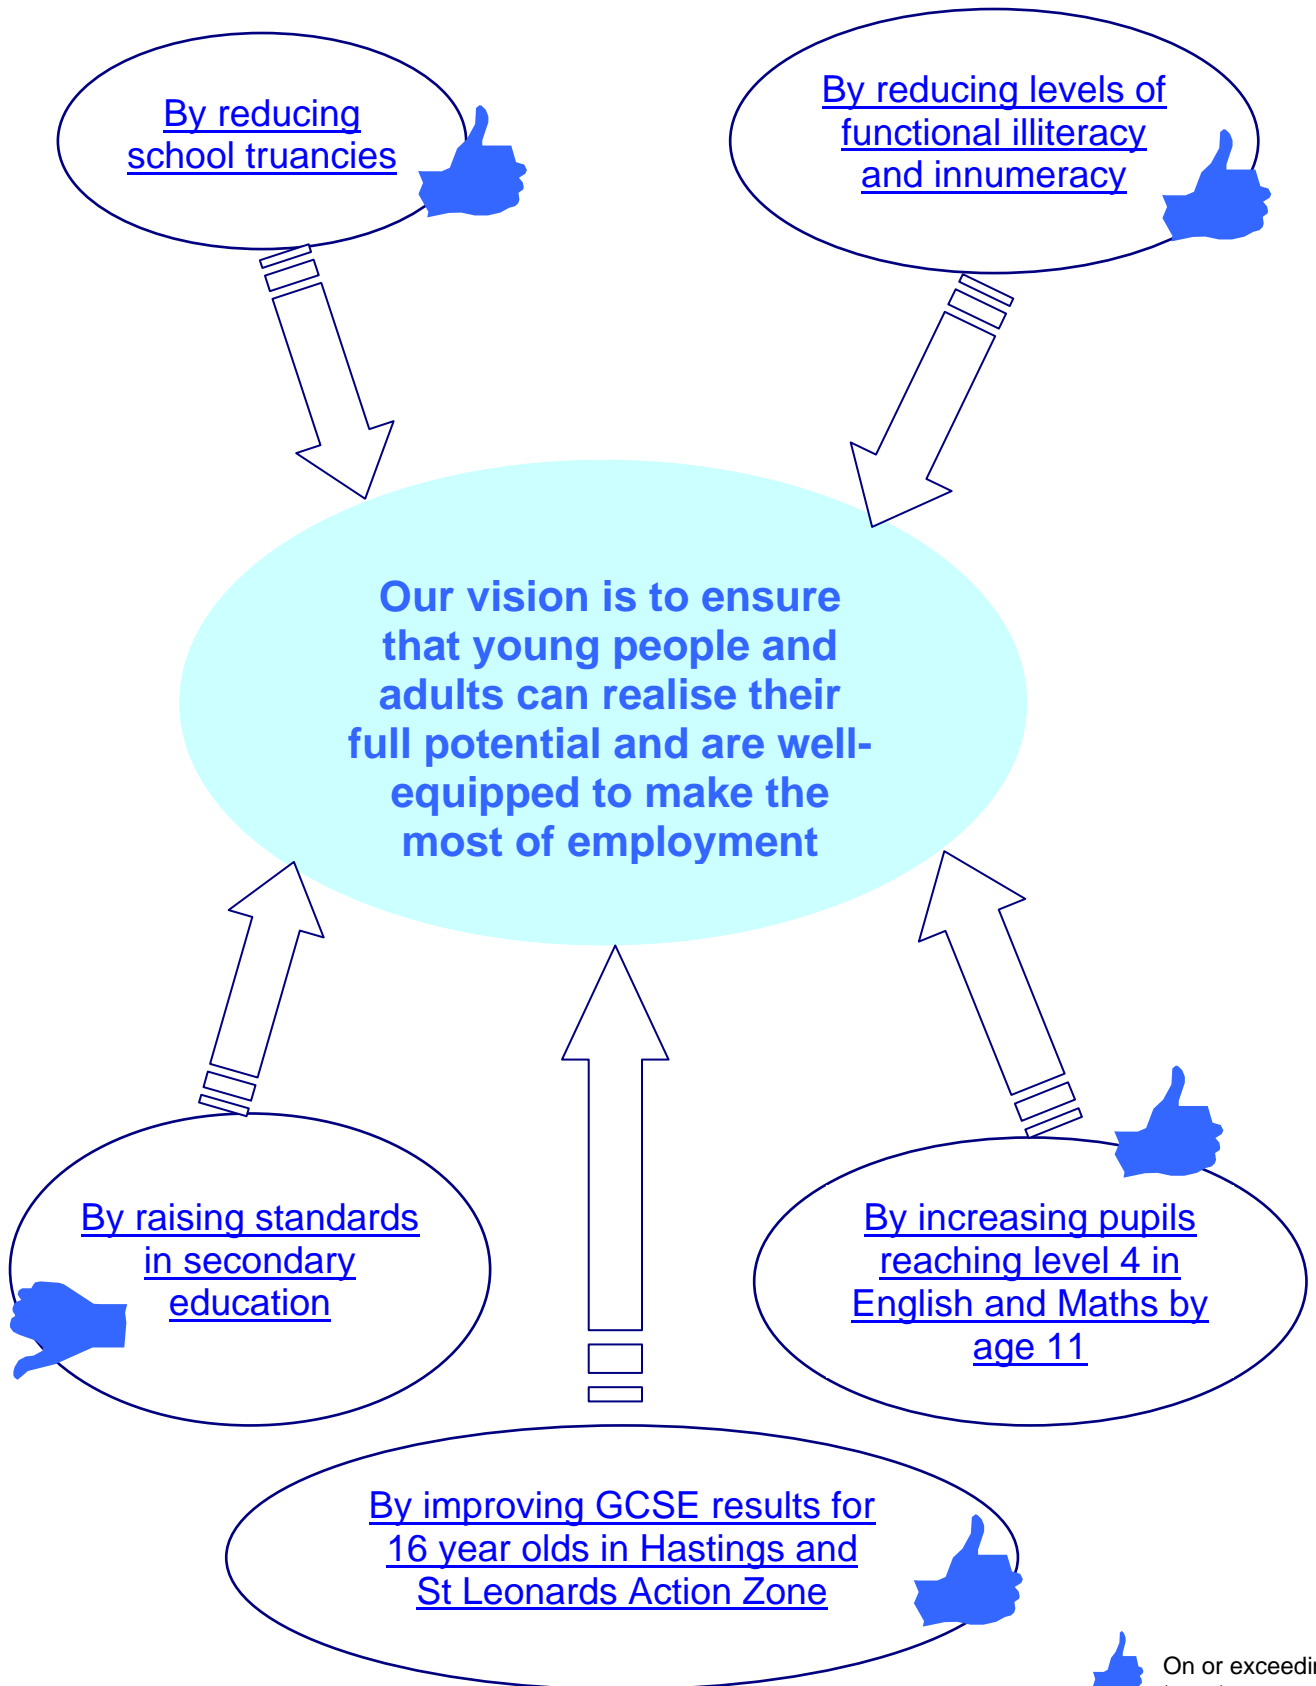 By reducing
school truancies
By reducing levels of
functional illiteracy
and innumeracy
Our vision is to ensure
that young people and
adults can realise their
full potential and are well-
equipped to make the
most of employment
By raising standards
in secondary
education
By increasing pupils
reaching level 4 in
English and Maths by
age 11
By improving GCSE results for
16 year olds in Hastings and
St Leonards Action Zone
On or exceedin